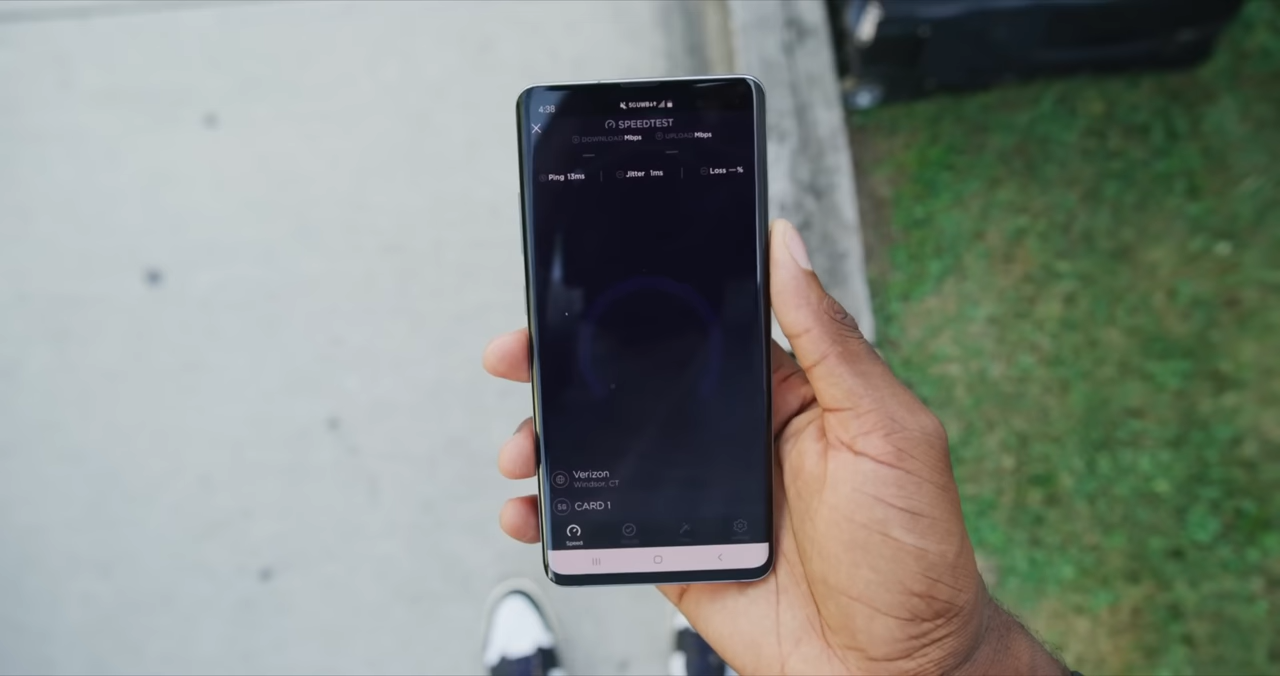 4:38 5GUWB
SPEEDTEST
DOWNLOAD Mbps UPLOAD Mbps
— —
Ping 13ms Jitter 1ms Loss —%
Verizon
Windsor, CT
5G CARD 1
Speed